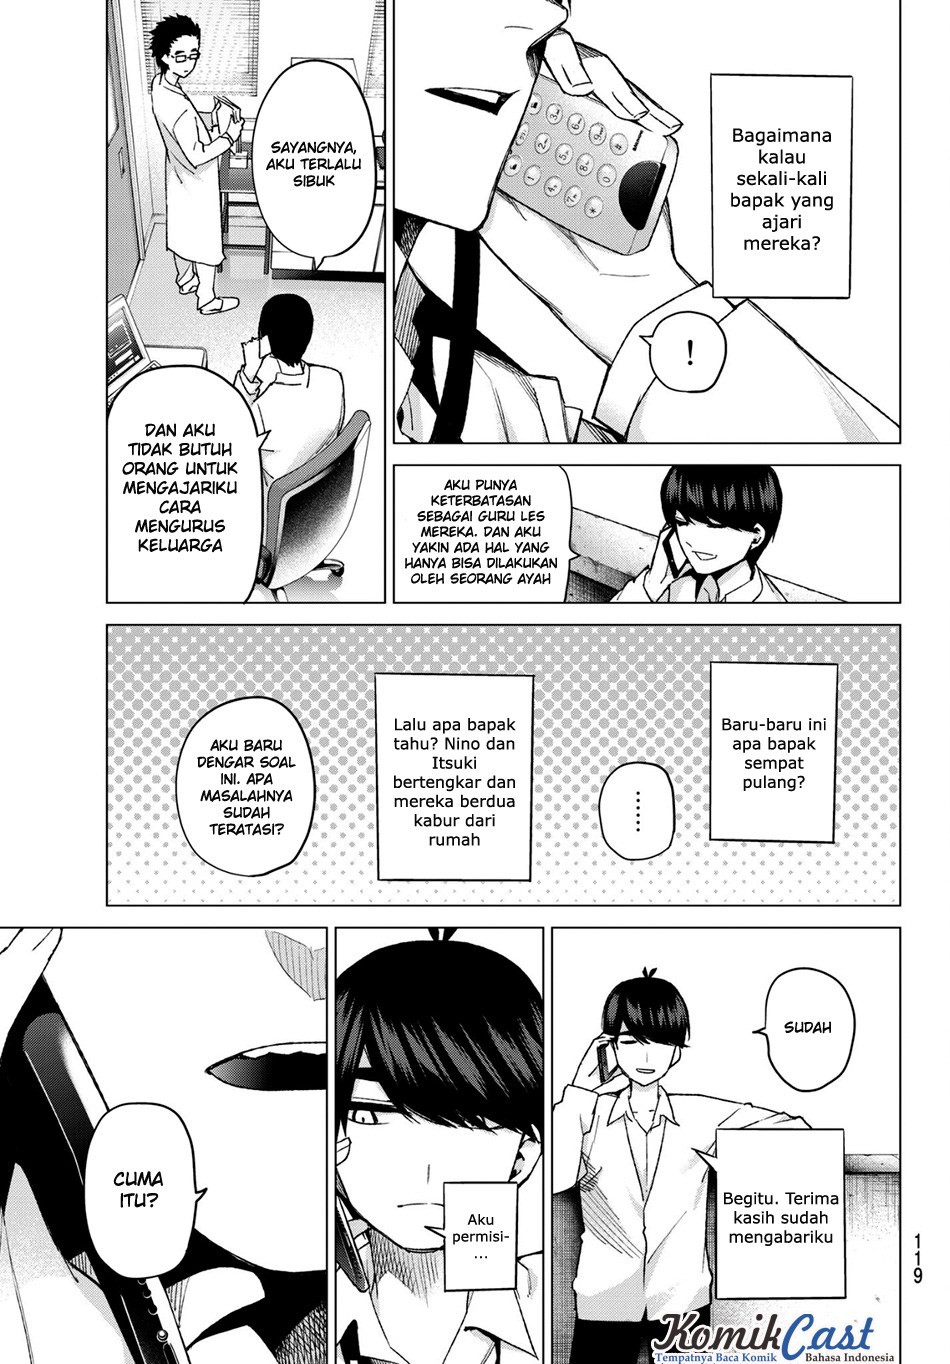 Bagaimana
kalau
sekali-kali
bapak yang
ajari
mereka?
!
SAYANGNYA,
AKU TERLALU
SIBUK
DAN AKU
TIDAK BUTUH
ORANG UNTUK
MENGAJARIKU
CARA
MENGURUS
KELUARGA
AKU PUNYA
KETERBATASAN
SEBAGAI GURU LES
MEREKA. DAN AKU
YAKIN ADA HAL YANG
HANYA BISA DILAKUKAN
OLEH SEORANG AYAH
Baru-baru ini
apa bapak
sempat
pulang?
......
Lalu apa bapak
tahu? Nino dan
Itsuki
bertengkar dan
mereka berdua
kabur dari
rumah
AKU BARU
DENGAR SOAL
INI. APA
MASALAHNYA
SUDAH
TERATASI?
SUDAH
Begitu. Terima
kasih sudah
mengabariku
Aku
permisi-
...
CUMA
ITU?
119
KomikCast
Tempatnya Baca Komik Bahasa Indonesia